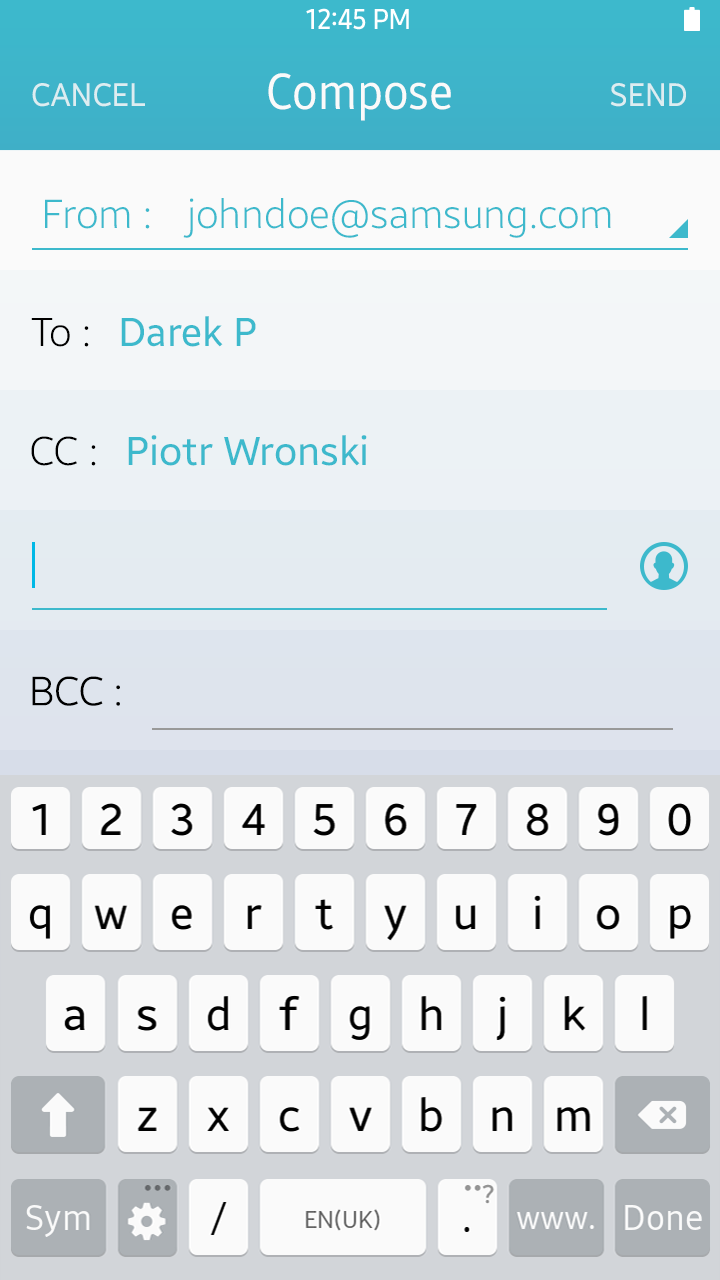 12:45 PM
CANCEL Compose SEND
From : johndoe@samsung.com
To : Darek P
CC : Piotr Wronski
BCC :
1 2 3 4 5 6 7 8 9 0
q w e r t y u i o p
a s d f g h j k l
z x c v b n m
Sym / EN(UK) . ? www. Done